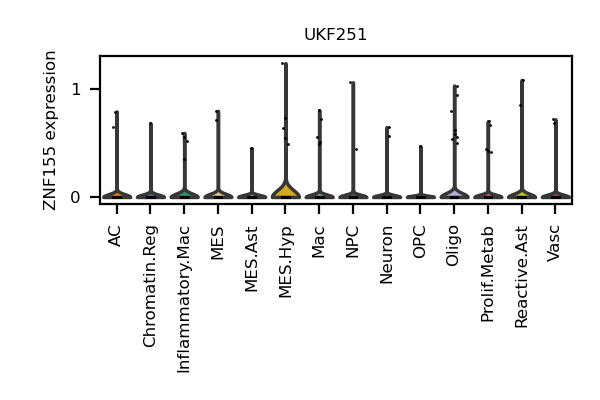 UKF251
ZNF155 expression
1
0
AC
Chromatin.Reg
Inflammatory.Mac
MES
MES.Ast
MES.Hyp
Mac
NPC
Neuron
OPC
Oligo
Prolif.Metab
Reactive.Ast
Vasc